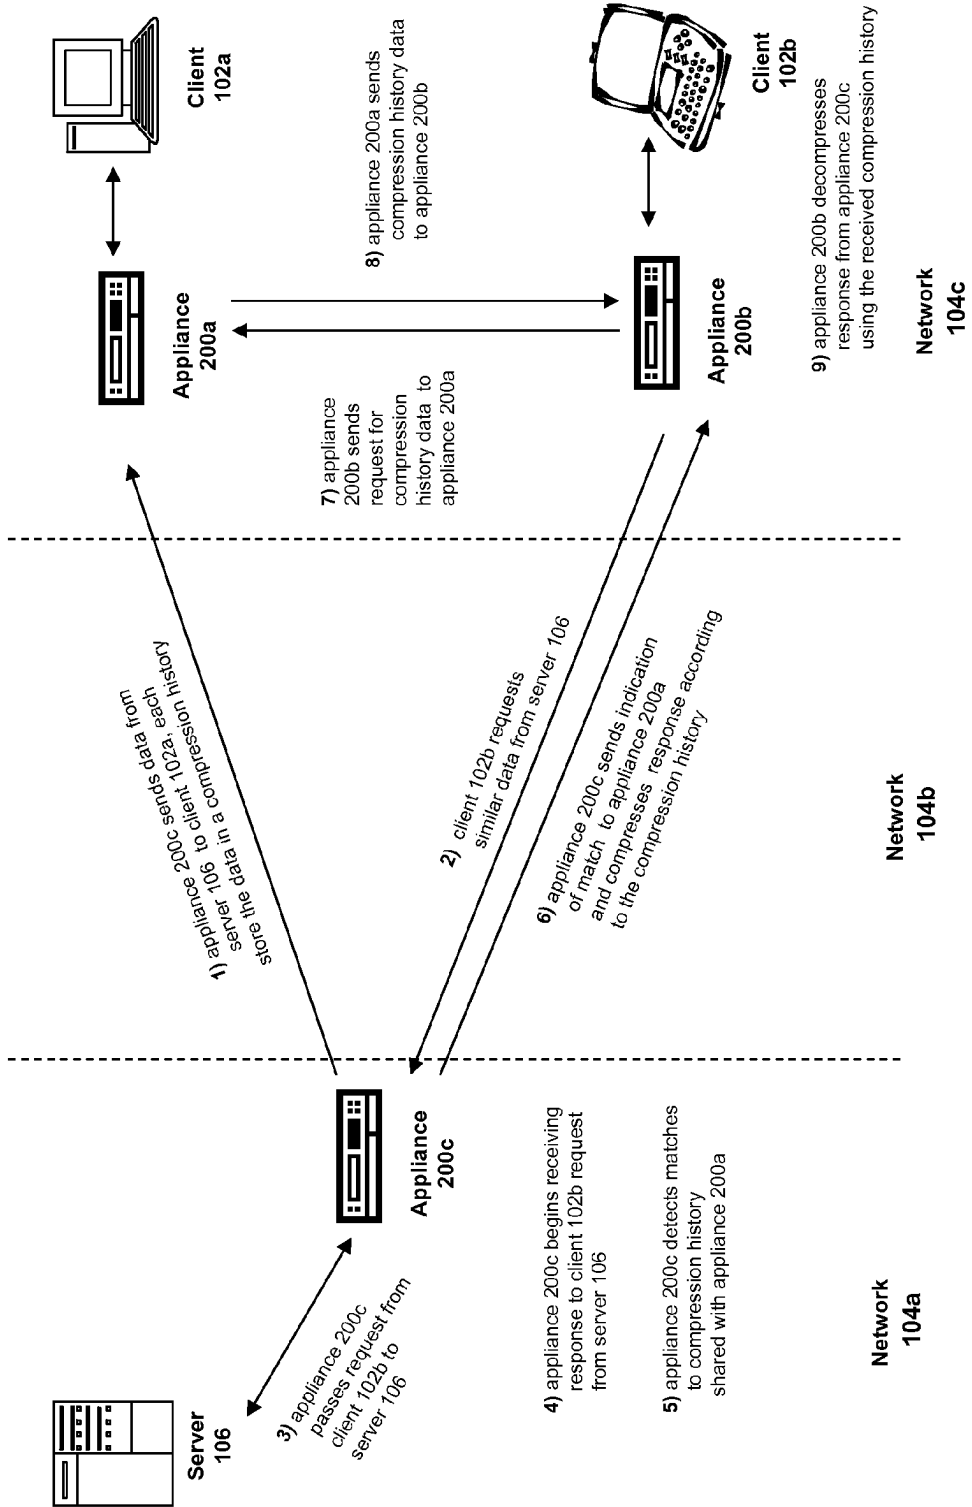 Server
106
3) appliance 200c
passes request from
client 102b to
server 106
Appliance
200c
4) appliance 200c begins receiving
response to client 102b request
from server 106
5) appliance 200c detects matches
to compression history
shared with appliance 200a
Network
104a
1) appliance 200c sends data from
server 106 to client 102a, each
store the data in a compression history
2) client 102b requests
similar data from server 106
6) appliance 200c sends indication
of match to appliance 200a
and compresses response according
to the compression history
Network
104b
Client
102a
Appliance
200a
8) appliance 200a sends
compression history data
to appliance 200b
7) appliance
200b sends
request for
compression
history data to
appliance 200a
Client
102b
Appliance
200b
9) appliance 200b decompresses
response from appliance 200c
using the received compression history
Network
104c